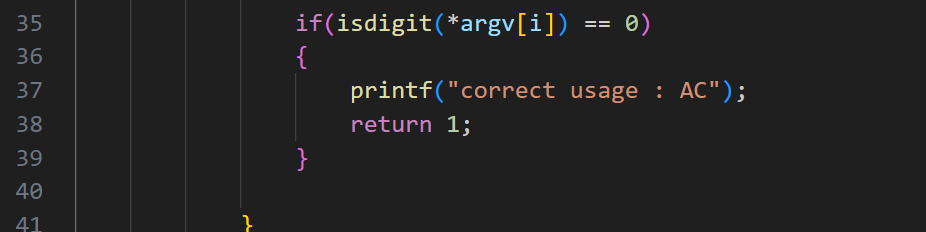 35 if(isdigit(*argv[i]) == 0)
36 {
37 printf("correct usage : AC");
38 return 1;
39 }
40
41 }